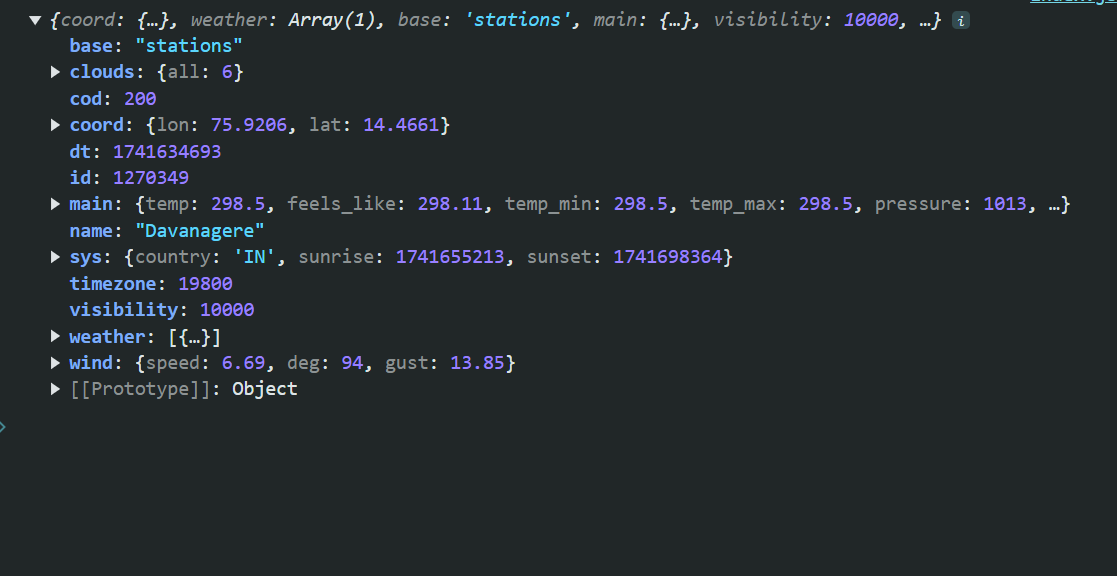 ▼ {coord: {…}, weather: Array(1), base: 'stations', main: {…}, visibility: 10000, …} i
base: "stations"
▶ clouds: {all: 6}
cod: 200
▶ coord: {lon: 75.9206, lat: 14.4661}
dt: 1741634693
id: 1270349
▶ main: {temp: 298.5, feels_like: 298.11, temp_min: 298.5, temp_max: 298.5, pressure: 1013, …}
name: "Davanagere"
▶ sys: {country: 'IN', sunrise: 1741655213, sunset: 1741698364}
timezone: 19800
visibility: 10000
▶ weather: [{…}]
▶ wind: {speed: 6.69, deg: 94, gust: 13.85}
▶ [[Prototype]]: Object